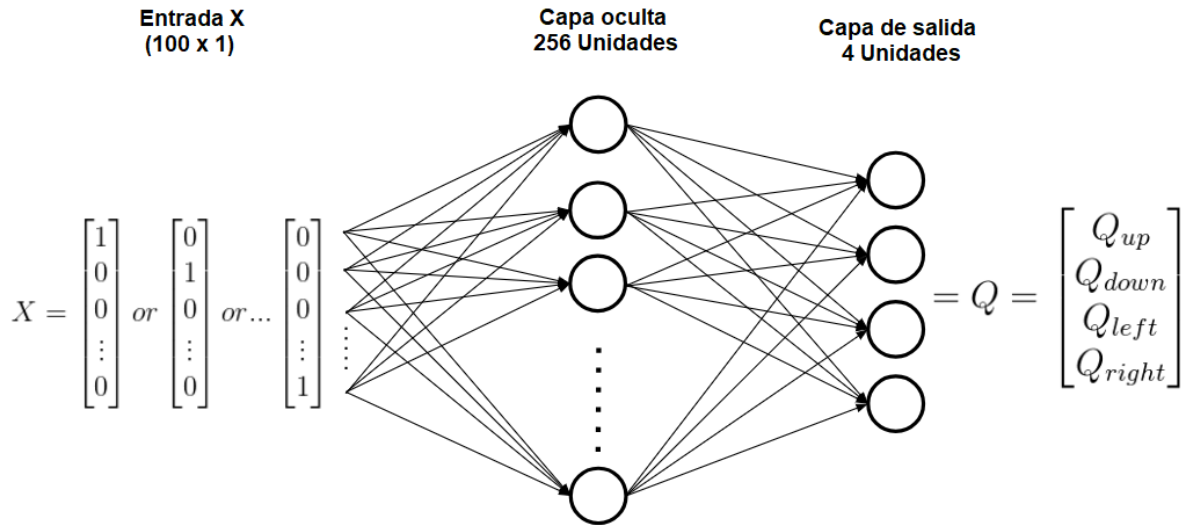 Entrada X
(100 x 1)
Capa oculta
256 Unidades
Capa de salida
4 Unidades
X = [1 0 0 ⋮ 0] or [0 1 0 ⋮ 0] or... [0 0 0 ⋮ 1]
= Q = [Q_up Q_down Q_left Q_right]